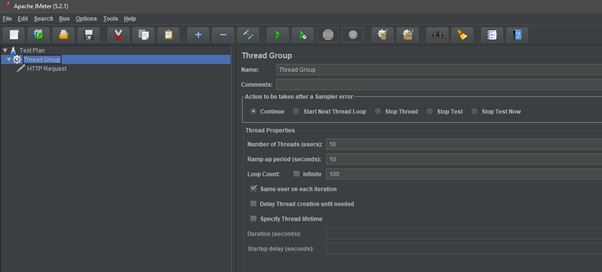 Apache JMeter (5.2.1)
File Edit Search Run Options Tools Help
Test Plan
Thread Group
HTTP Request
Thread Group
Name: Thread Group
Comments:
Action to be taken after a Sampler error
Continue Start Next Thread Loop Stop Thread Stop Test Stop Test Now
Thread Properties
Number of Threads (users): 10
Ramp-up period (seconds): 10
Loop Count: Infinite 100
Same user on each iteration
Delay Thread creation until needed
Specify Thread lifetime
Duration (seconds):
Startup delay (seconds):